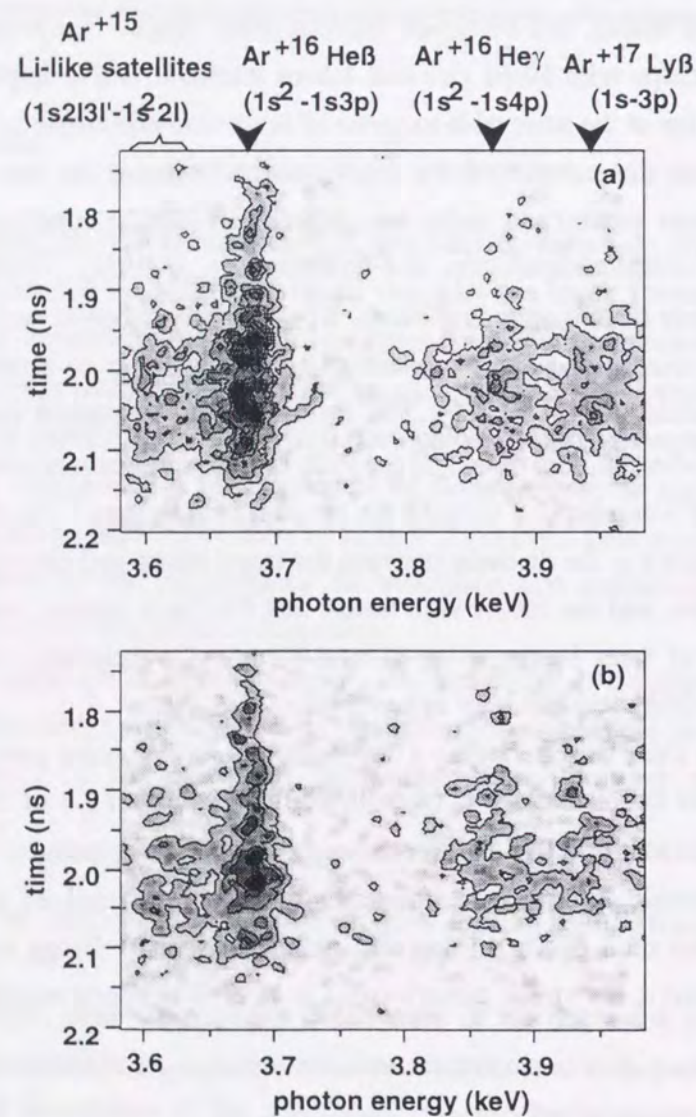 Ar+15
Li-like satellites
(1s2l3l'-1s²2l)
Ar+16 Heß
(1s²-1s3p)
Ar+16 Heγ
(1s²-1s4p)
Ar+17 Lyß
(1s-3p)
(a)
1.8
1.9
2.0
2.1
2.2
time (ns)
3.6 3.7 3.8 3.9
photon energy (keV)
(b)
1.8
1.9
2.0
2.1
2.2
time (ns)
3.6 3.7 3.8 3.9
photon energy (keV)